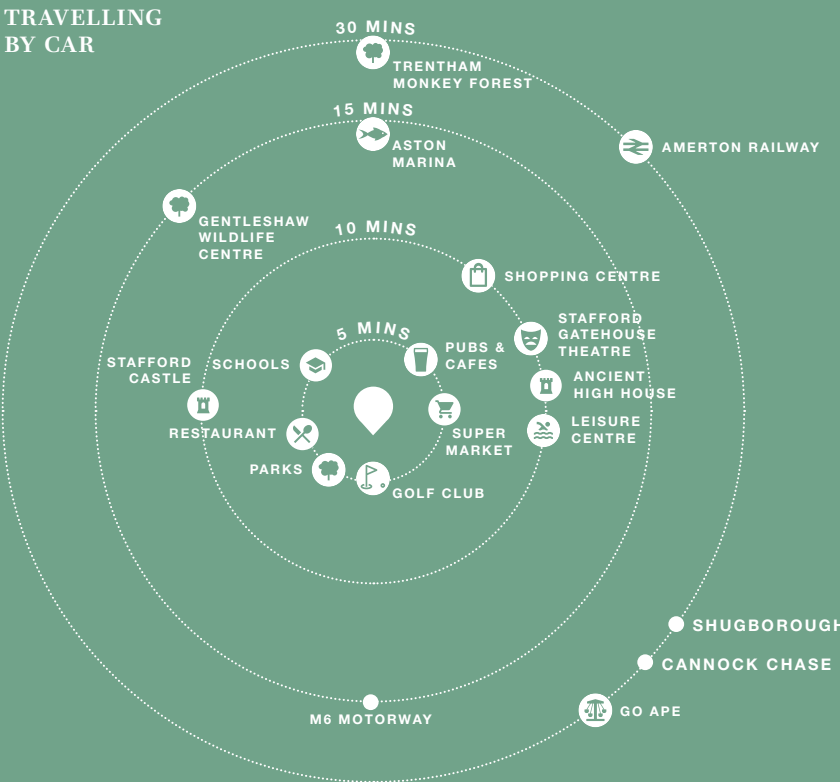 TRAVELLING
BY CAR
30 MINS
TRENTHAM
MONKEY FOREST
15 MINS
ASTON
MARINA
AMERTON RAILWAY
GENTLESHAW
WILDLIFE
CENTRE
10 MINS
SHOPPING CENTRE
STAFFORD
GATEHOUSE
THEATRE
5 MINS
PUBS &
CAFES
STAFFORD
CASTLE
SCHOOLS
ANCIENT
HIGH HOUSE
RESTAURANT
SUPER
MARKET
LEISURE
CENTRE
PARKS
GOLF CLUB
SHUGBOROUGH
CANNOCK CHASE
GO APE
M6 MOTORWAY